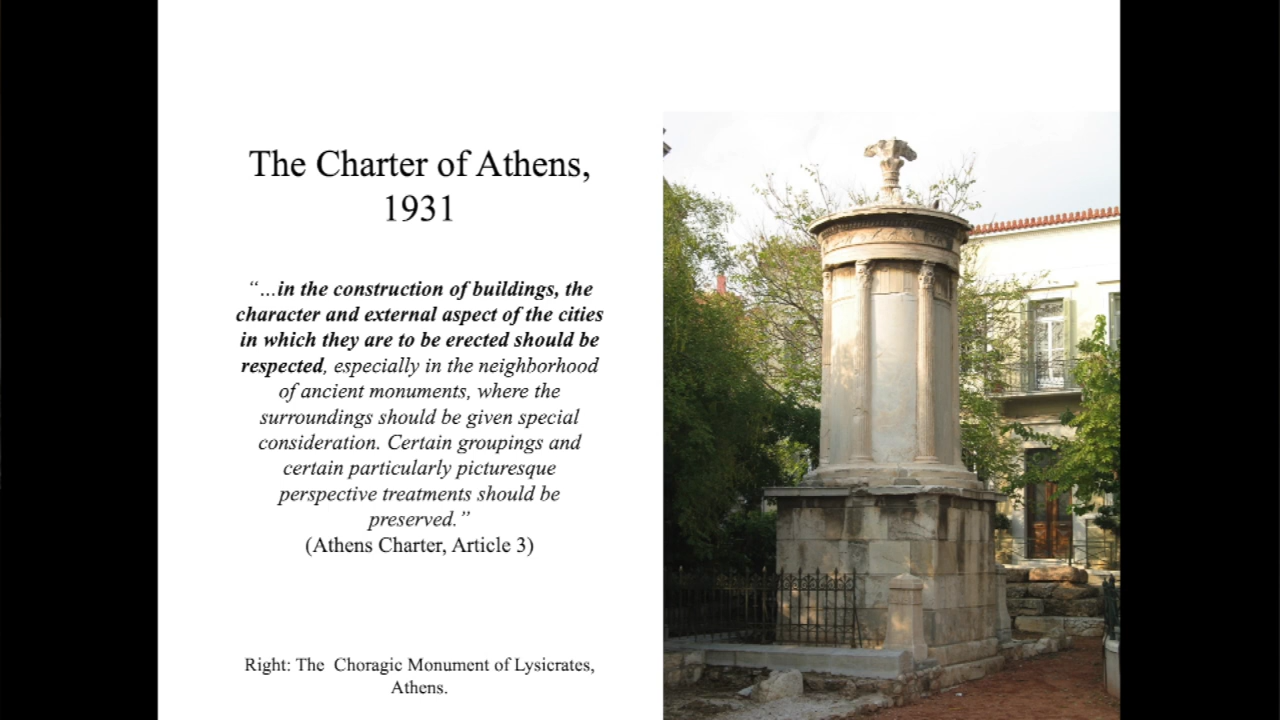 The Charter of Athens,
1931
“...in the construction of buildings, the
character and external aspect of the cities
in which they are to be erected should be
respected, especially in the neighborhood
of ancient monuments, where the
surroundings should be given special
consideration. Certain groupings and
certain particularly picturesque
perspective treatments should be
preserved.”
(Athens Charter, Article 3)
Right: The Choragic Monument of Lysicrates,
Athens.